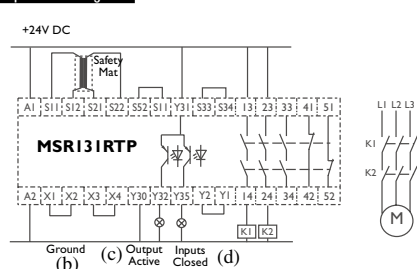 +24V DC
Safety
Mat
A1 S11 S12 S21 S22 S52 S11 Y31 S33 S34 13 23 33 41 51
MSR131RTP
A2 X1 X2 X3 X4 Y30 Y32 Y35 Y2 Y1 14 24 34 42 52
K1 K2
Ground
(b)
(c)
Output
Active
Inputs
Closed
(d)
L1 L2 L3
K1
K2
M